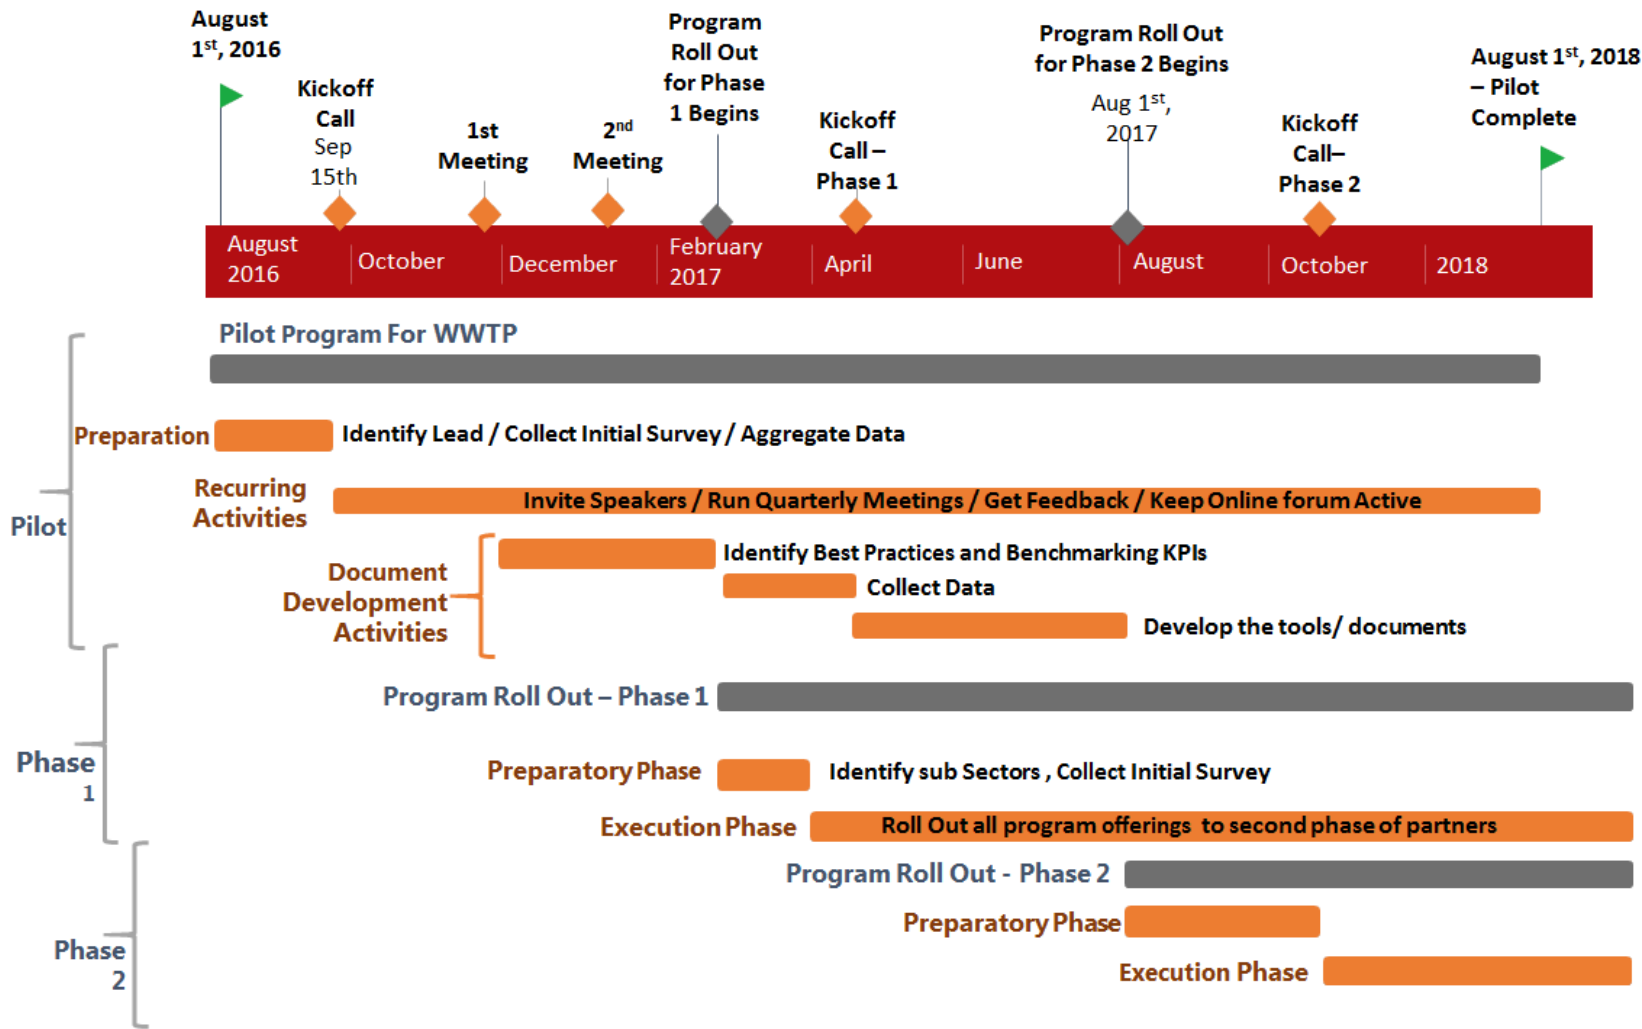 August
1st, 2016
Kickoff
Call
Sep
15th
1st
Meeting
2nd
Meeting
Program
Roll Out
for Phase
1 Begins
Kickoff
Call –
Phase 1
Program Roll Out
for Phase 2 Begins
Aug 1st,
2017
Kickoff
Call–
Phase 2
August 1st, 2018
– Pilot
Complete
August
2016
October
December
February
2017
April
June
August
October
2018
Pilot Program For WWTP
Pilot
Preparation
Identify Lead / Collect Initial Survey / Aggregate Data
Recurring
Activities
Invite Speakers / Run Quarterly Meetings / Get Feedback / Keep Online forum Active
Document
Development
Activities
Identify Best Practices and Benchmarking KPIs
Collect Data
Develop the tools/ documents
Phase
1
Program Roll Out – Phase 1
Preparatory Phase
Identify sub Sectors , Collect Initial Survey
Execution Phase
Roll Out all program offerings to second phase of partners
Phase
2
Program Roll Out - Phase 2
Preparatory Phase
Execution Phase